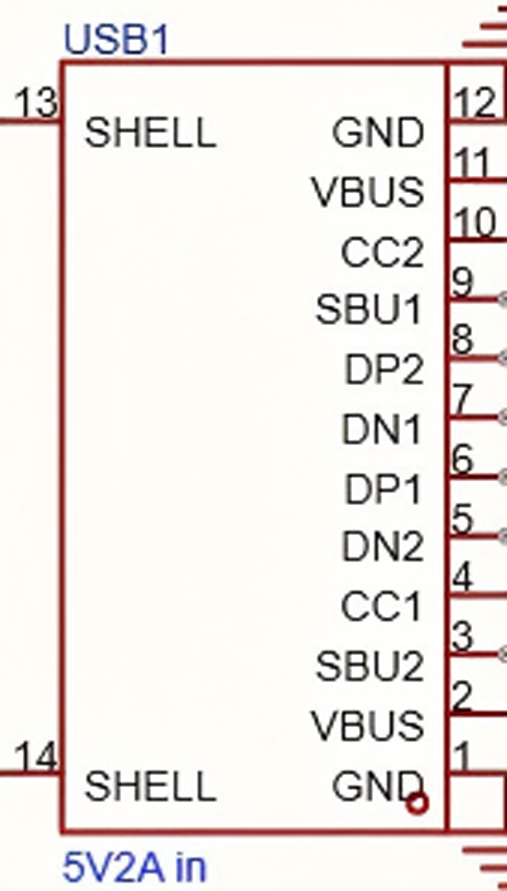 USB1
13 SHELL GND 12
VBUS 11
CC2 10
SBU1 9
DP2 8
DN1 7
DP1 6
DN2 5
CC1 4
SBU2 3
VBUS 2
14 SHELL GND 1
5V2A in